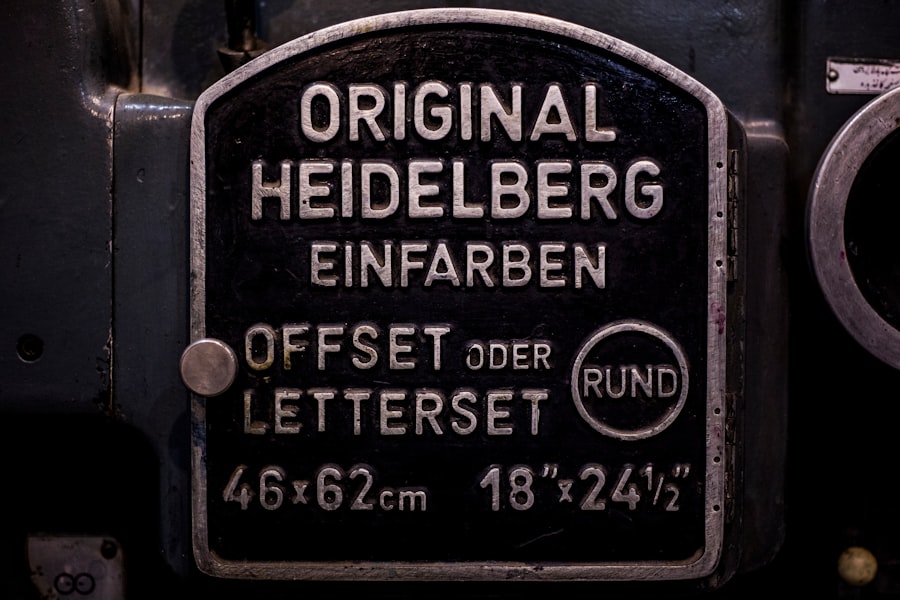 ORIGINAL
HEIDELBERG
EINFARBEN
OFFSET ODER
LETTERSET
RUND
46x62cm 18"x24½"